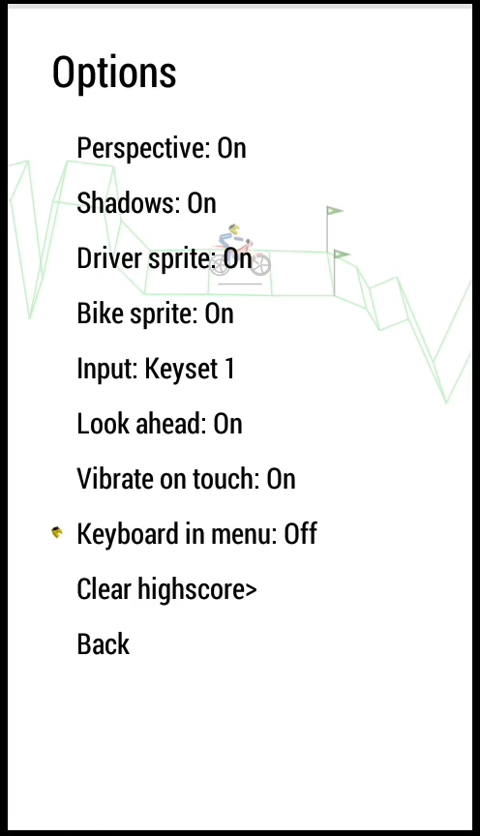 Options
Perspective: On
Shadows: On
Driver sprite: On
Bike sprite: On
Input: Keyset 1
Look ahead: On
Vibrate on touch: On
Keyboard in menu: Off
Clear highscore>
Back